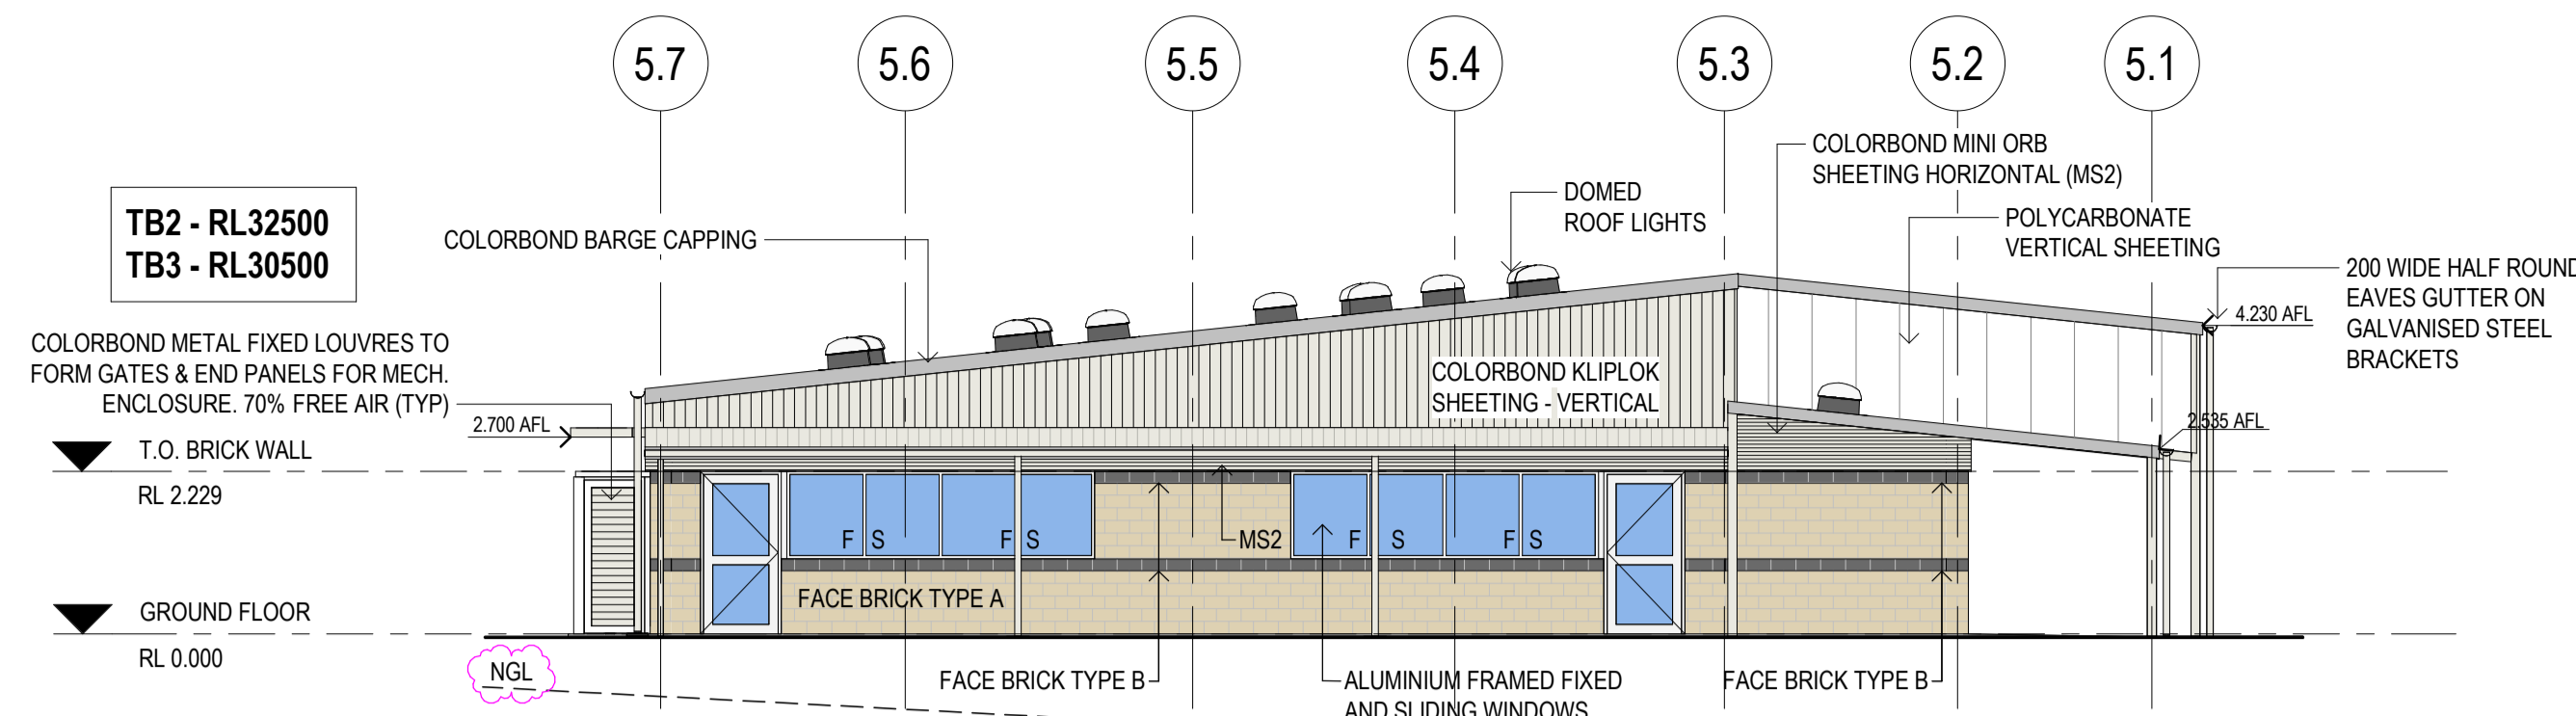 5.7
5.6
5.5
5.4
5.3
5.2
5.1
COLORBOND MINI ORB
SHEETING HORIZONTAL (MS2)
DOMED
ROOF LIGHTS
POLYCARBONATE
VERTICAL SHEETING
TB2 - RL32500
TB3 - RL30500
COLORBOND BARGE CAPPING
200 WIDE HALF ROUND
EAVES GUTTER ON
GALVANISED STEEL
BRACKETS
4.230 AFL
COLORBOND METAL FIXED LOUVRES TO
FORM GATES & END PANELS FOR MECH.
ENCLOSURE. 70% FREE AIR (TYP)
COLORBOND KLIPLOK
SHEETING - VERTICAL
2.700 AFL
2.535 AFL
T.O. BRICK WALL
RL 2.229
F S
F S
MS2
F S
F S
FACE BRICK TYPE A
GROUND FLOOR
RL 0.000
NGL
FACE BRICK TYPE B
ALUMINIUM FRAMED FIXED
AND SLIDING WINDOWS
FACE BRICK TYPE B